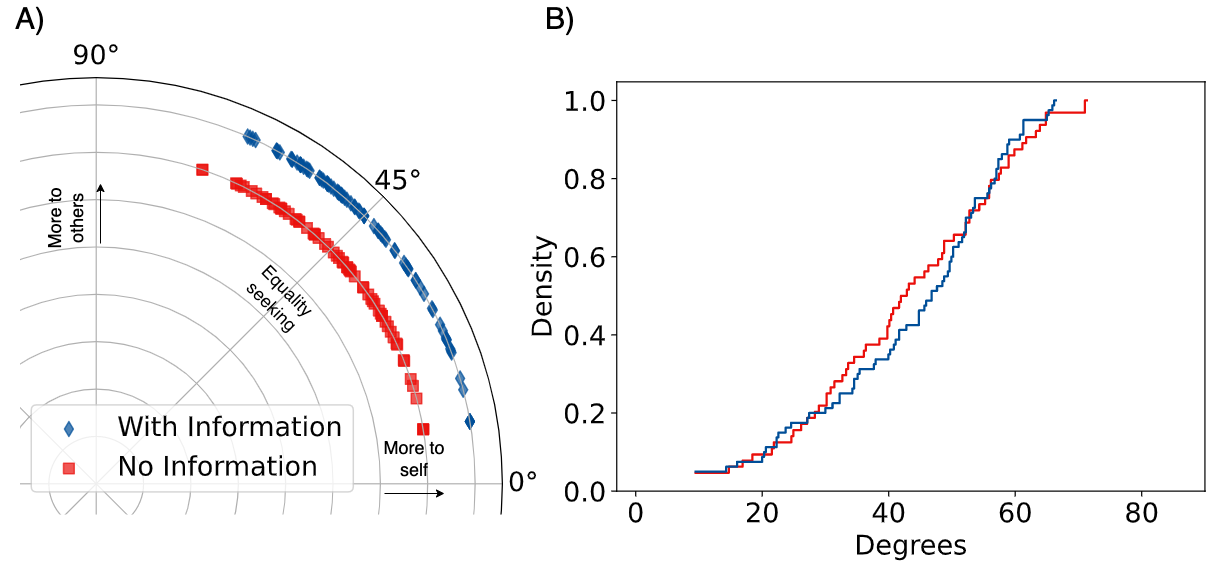 A)
90°
45°
More to
others
Equality
seeking
With Information
No Information
More to
self
0°
B)
Density
1.0
0.8
0.6
0.4
0.2
0.0
0
20
40
60
80
Degrees